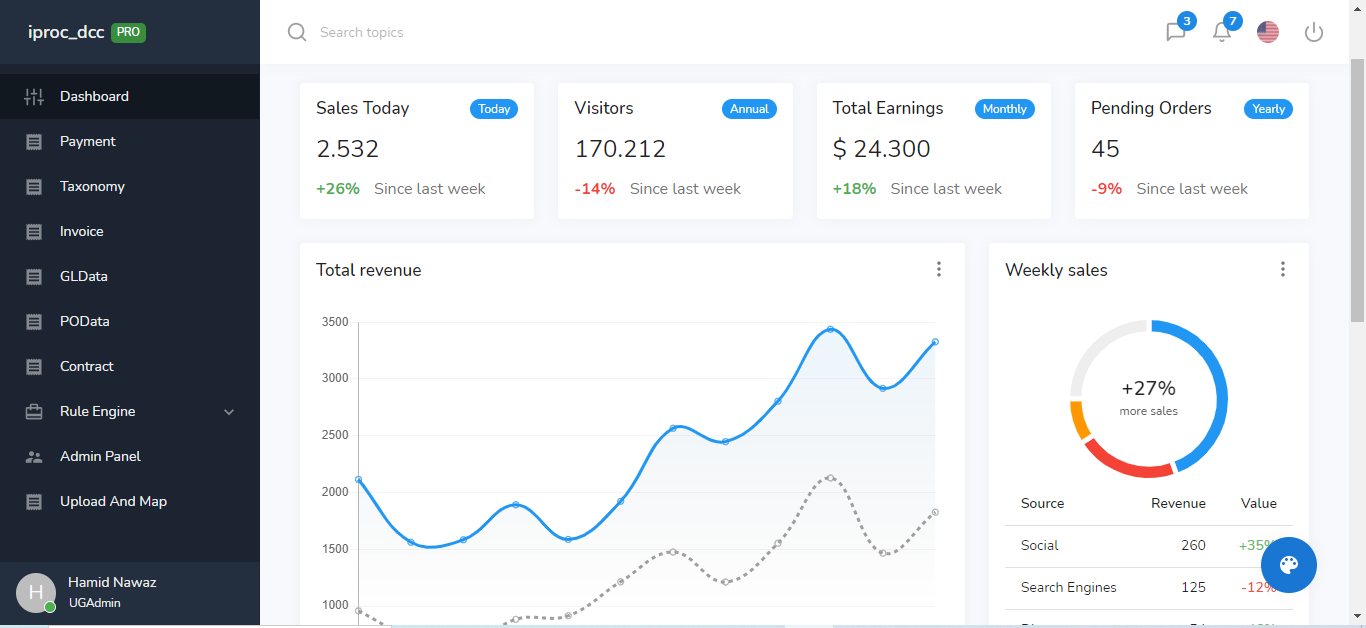 iproc_dcc PRO
Search topics
3
7
Dashboard
Payment
Taxonomy
Invoice
GLData
POData
Contract
Rule Engine
Admin Panel
Upload And Map
H
Hamid Nawaz
UGAdmin
Sales Today Today
2.532
+26% Since last week
Visitors Annual
170.212
-14% Since last week
Total Earnings Monthly
$ 24.300
+18% Since last week
Pending Orders Yearly
45
-9% Since last week
Total revenue
3500
3000
2500
2000
1500
1000
Weekly sales
+27%
more sales
Source Revenue Value
Social 260 +35%
Search Engines 125 -12%